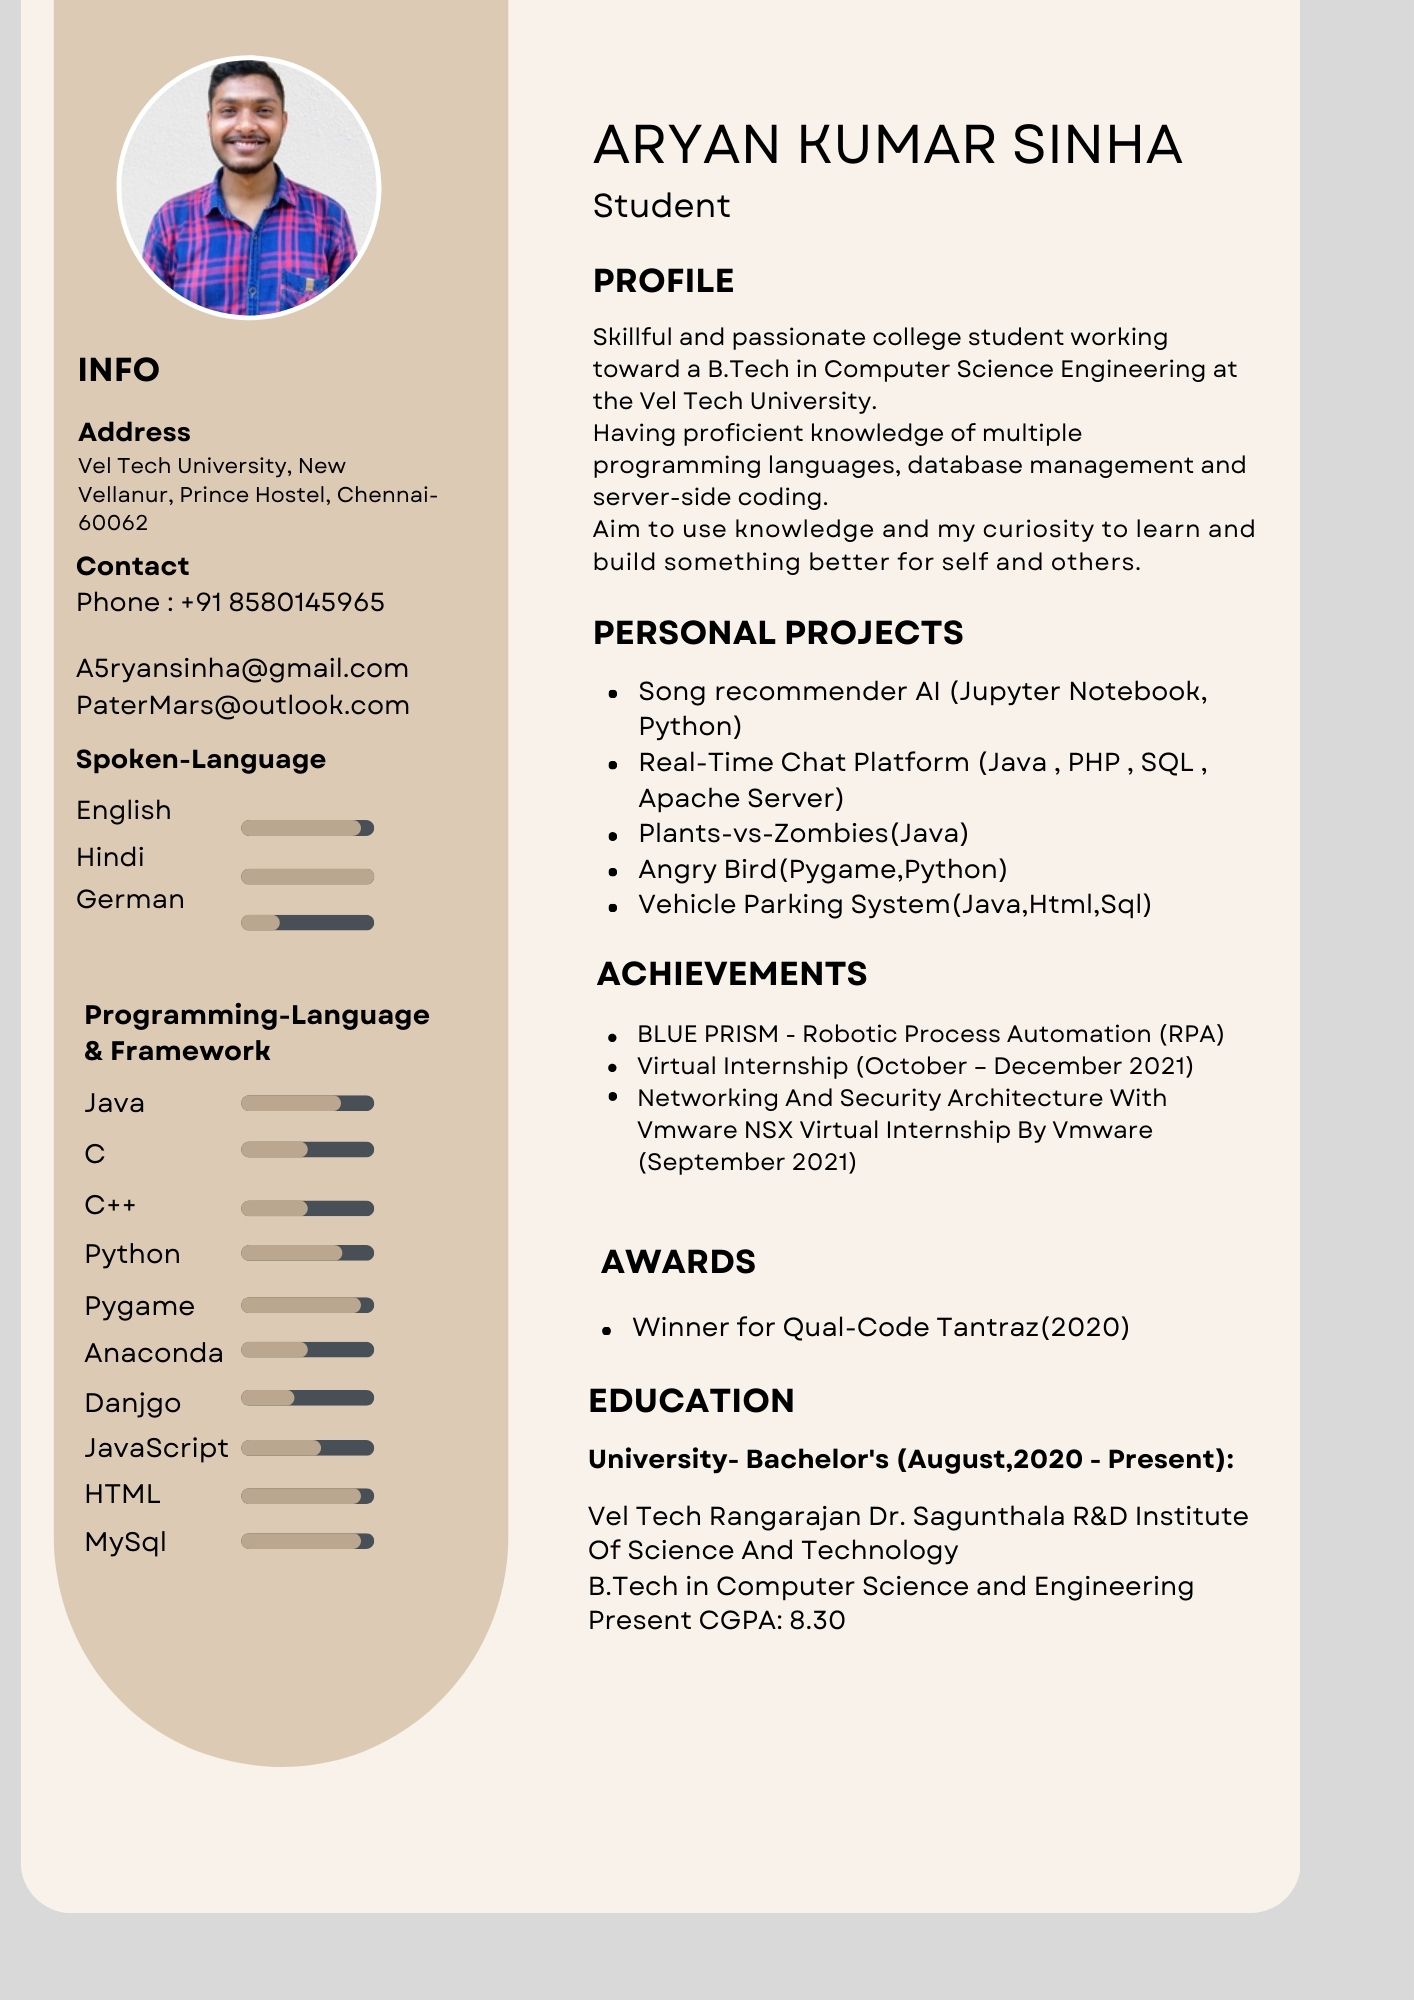 INFO
Address
Vel Tech University, New
Vellanur, Prince Hostel, Chennai-
60062
Contact
Phone : +91 8580145965
A5ryansinha@gmail.com
PaterMars@outlook.com
Spoken-Language
English
Hindi
German
Programming-Language
& Framework
Java
C
C++
Python
Pygame
Anaconda
Danjgo
JavaScript
HTML
MySql
ARYAN KUMAR SINHA
Student
PROFILE
Skillful and passionate college student working
toward a B.Tech in Computer Science Engineering at
the Vel Tech University.
Having proficient knowledge of multiple
programming languages, database management and
server-side coding.
Aim to use knowledge and my curiosity to learn and
build something better for self and others.
PERSONAL PROJECTS
• Song recommender AI (Jupyter Notebook,
Python)
• Real-Time Chat Platform (Java , PHP , SQL ,
Apache Server)
• Plants-vs-Zombies(Java)
• Angry Bird(Pygame,Python)
• Vehicle Parking System(Java,Html,Sql)
ACHIEVEMENTS
• BLUE PRISM - Robotic Process Automation (RPA)
• Virtual Internship (October – December 2021)
• Networking And Security Architecture With
Vmware NSX Virtual Internship By Vmware
(September 2021)
AWARDS
• Winner for Qual-Code Tantraz(2020)
EDUCATION
University- Bachelor's (August,2020 - Present):
Vel Tech Rangarajan Dr. Sagunthala R&D Institute
Of Science And Technology
B.Tech in Computer Science and Engineering
Present CGPA: 8.30